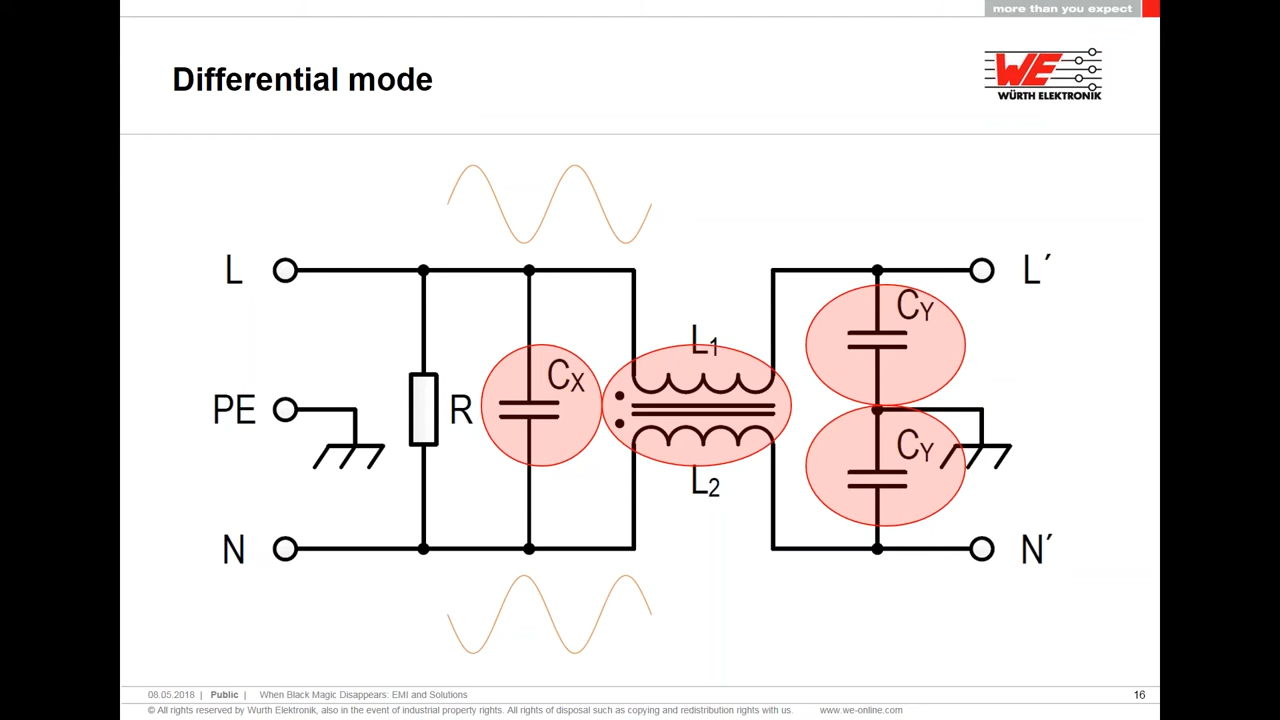 more than you expect
Differential mode
WE
WÜRTH ELEKTRONIK
L
L´
CY
L1
CX
PE
R
CY
L2
N
N´
08.05.2018 | Public | When Black Magic Disappears: EMI and Solutions
16
© All rights reserved by Wurth Elektronik, also in the event of industrial property rights. All rights of disposal such as copying and redistribution rights with us. www.we-online.com